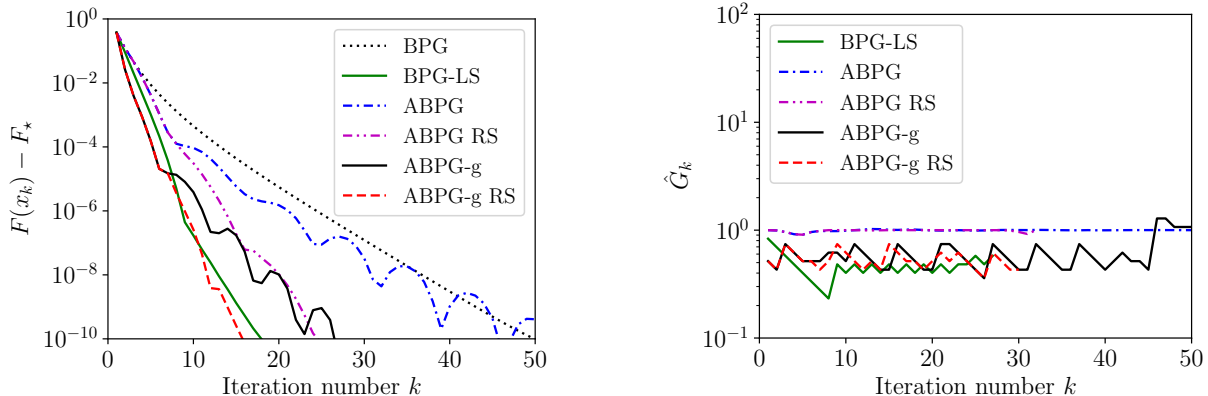 10^0
10^{-2}
10^{-4}
10^{-6}
10^{-8}
10^{-10}
F(x_k) − F_⋆
BPG
BPG-LS
ABPG
ABPG RS
ABPG-g
ABPG-g RS
0 10 20 30 40 50
Iteration number k
10^2
10^1
10^0
10^{-1}
Ĝ_k
BPG-LS
ABPG
ABPG RS
ABPG-g
ABPG-g RS
0 10 20 30 40 50
Iteration number k